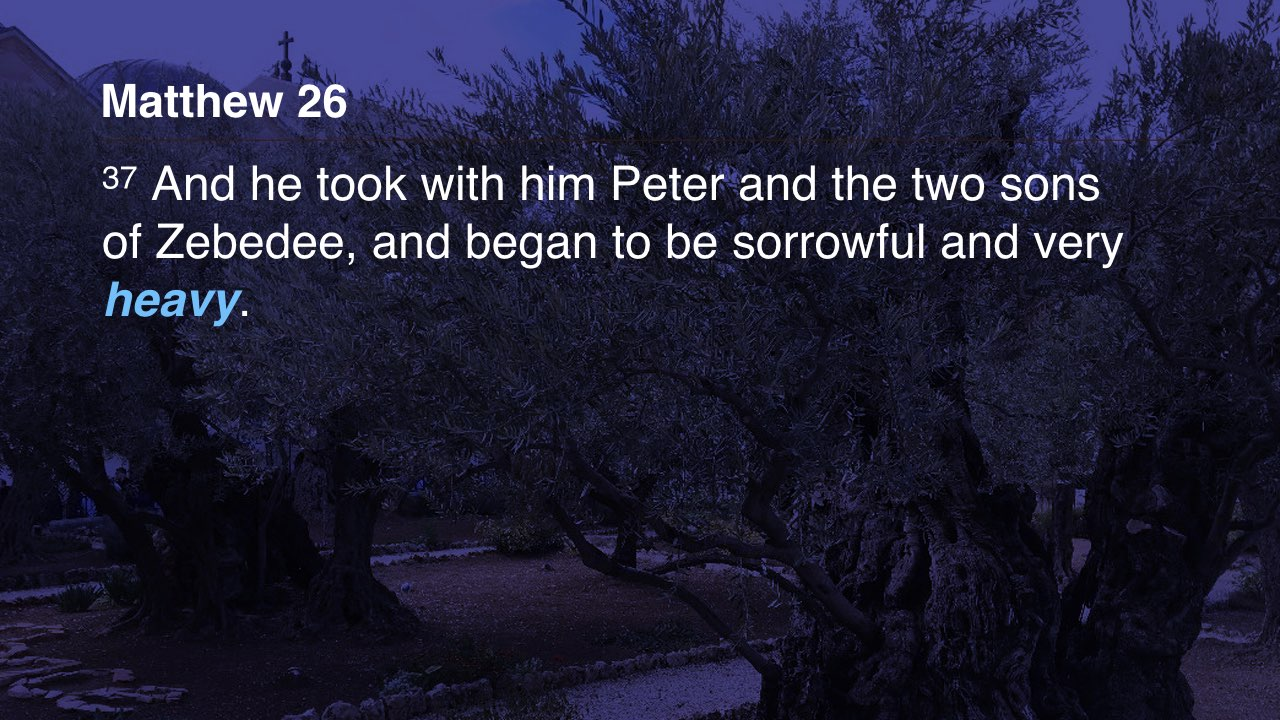 Matthew 26
37 And he took with him Peter and the two sons
of Zebedee, and began to be sorrowful and very
heavy.